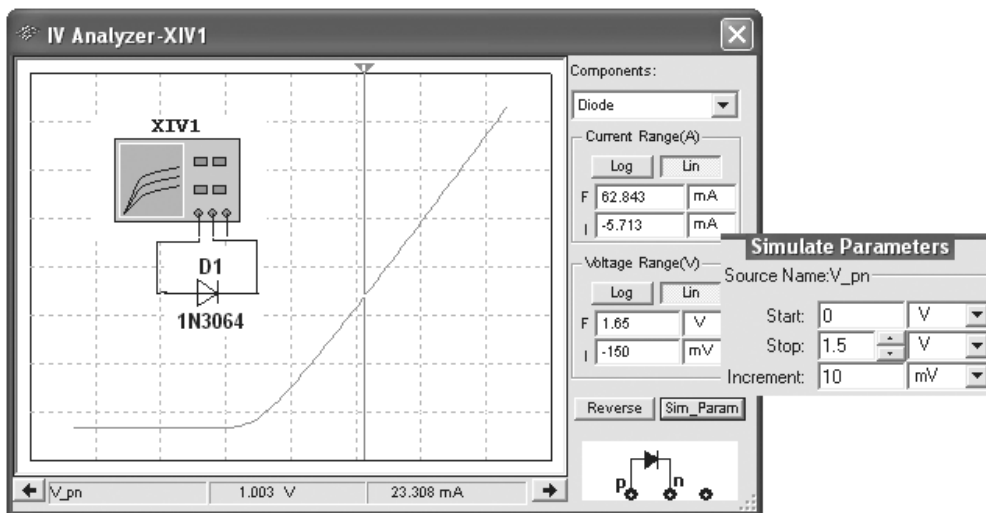 IV Analyzer-XIV1
XIV1
D1
1N3064
Components:
Diode
Current Range(A)
Log Lin
F 62.843 mA
I -5.713 mA
Voltage Range(V)
Log Lin
F 1.65 V
I -150 mV
Reverse Sim_Param
p n
V_pn 1.003 V 23.308 mA
Simulate Parameters
Source Name:V_pn
Start: 0 V
Stop: 1.5 V
Increment: 10 mV